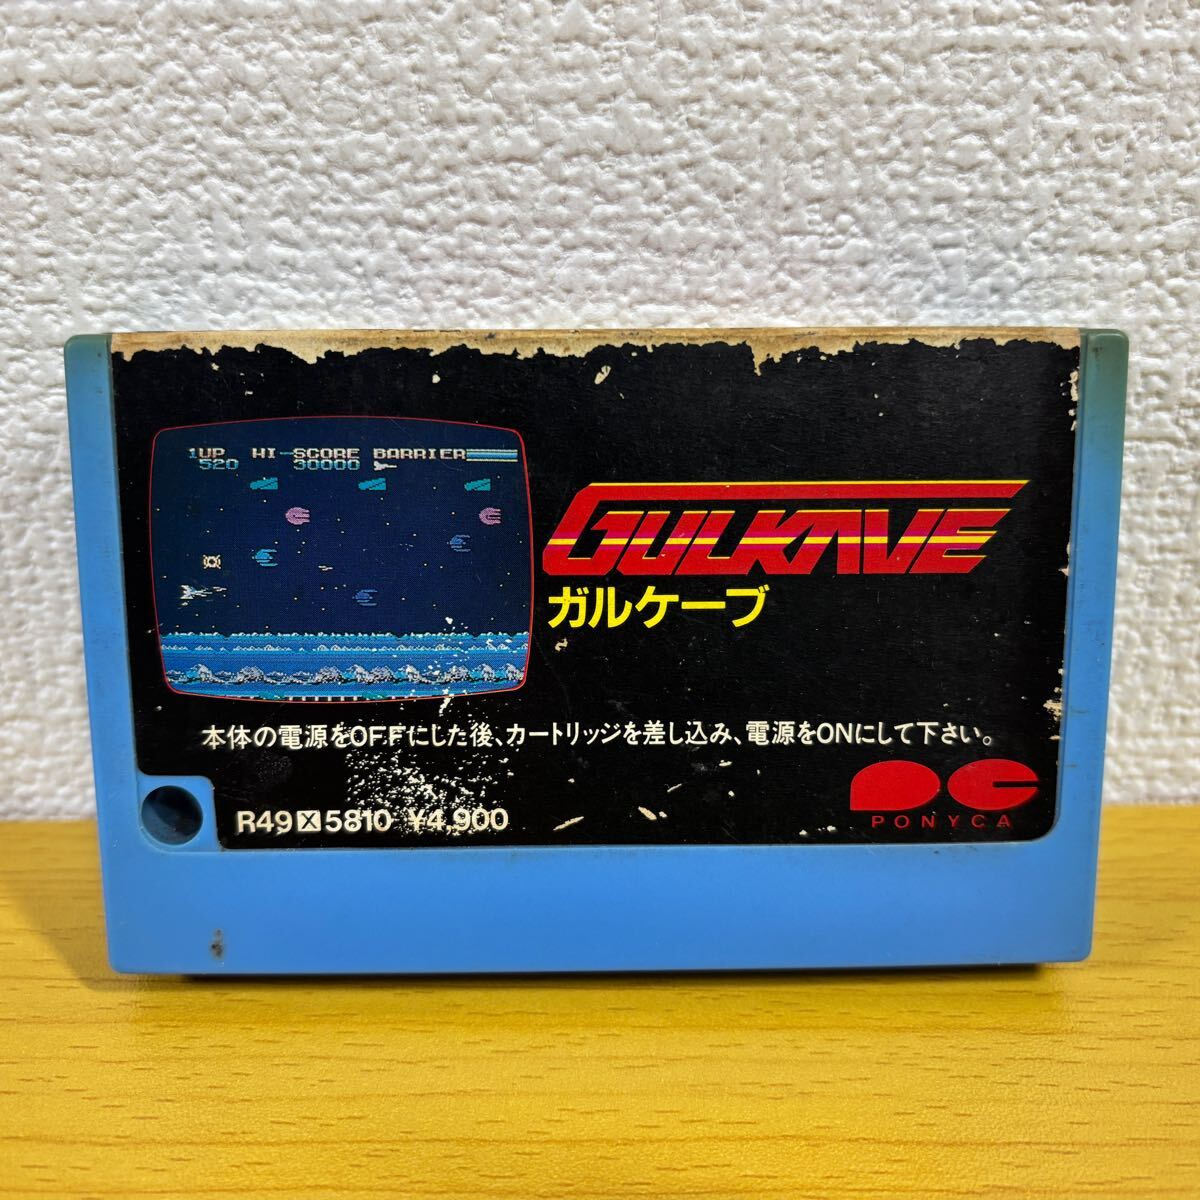 1UP HI-SCORE BARRIER
520 30000
GULKAVE
ガルケーブ
本体の電源をOFFにした後、カートリッジを差し込み、電源をONにして下さい。
R49X5810 ¥4,900
PONYCA